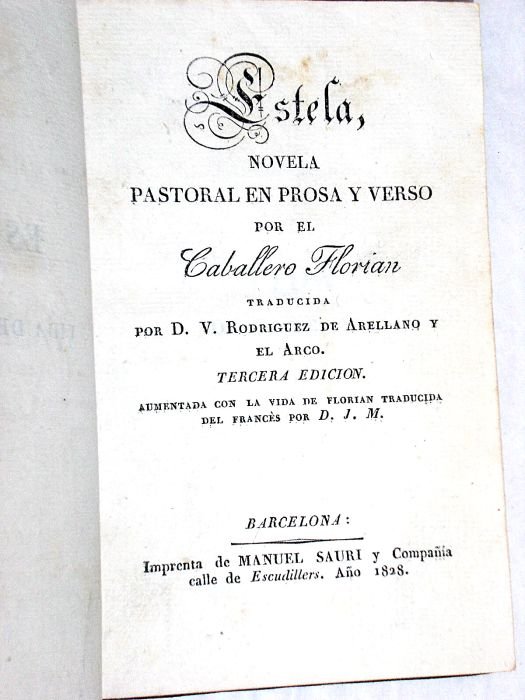 Estela,
NOVELA
PASTORAL EN PROSA Y VERSO
POR EL
Caballero Florian
TRADUCIDA
POR D. V. RODRIGUEZ DE ARELLANO Y
EL ARCO.
TERCERA EDICION.
AUMENTADA CON LA VIDA DE FLORIAN TRADUCIDA
DEL FRANCÈS POR D. J. M.
BARCELONA:
Imprenta de MANUEL SAURI y Compañía
calle de Escudillers. Año 1828.